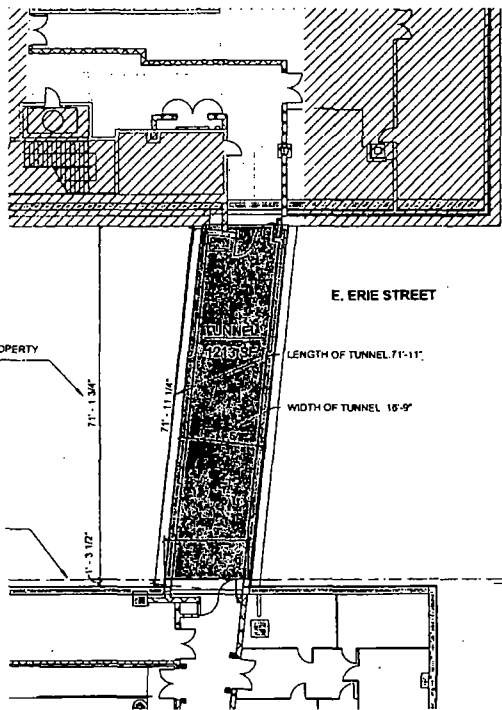 E. ERIE STREET
OPERTY
TUNNEL
LENGTH OF TUNNEL 71'-11"
WIDTH OF TUNNEL 16'-9"
71'-1 3/4"
71'-11 1/4"
1'-3 1/2"